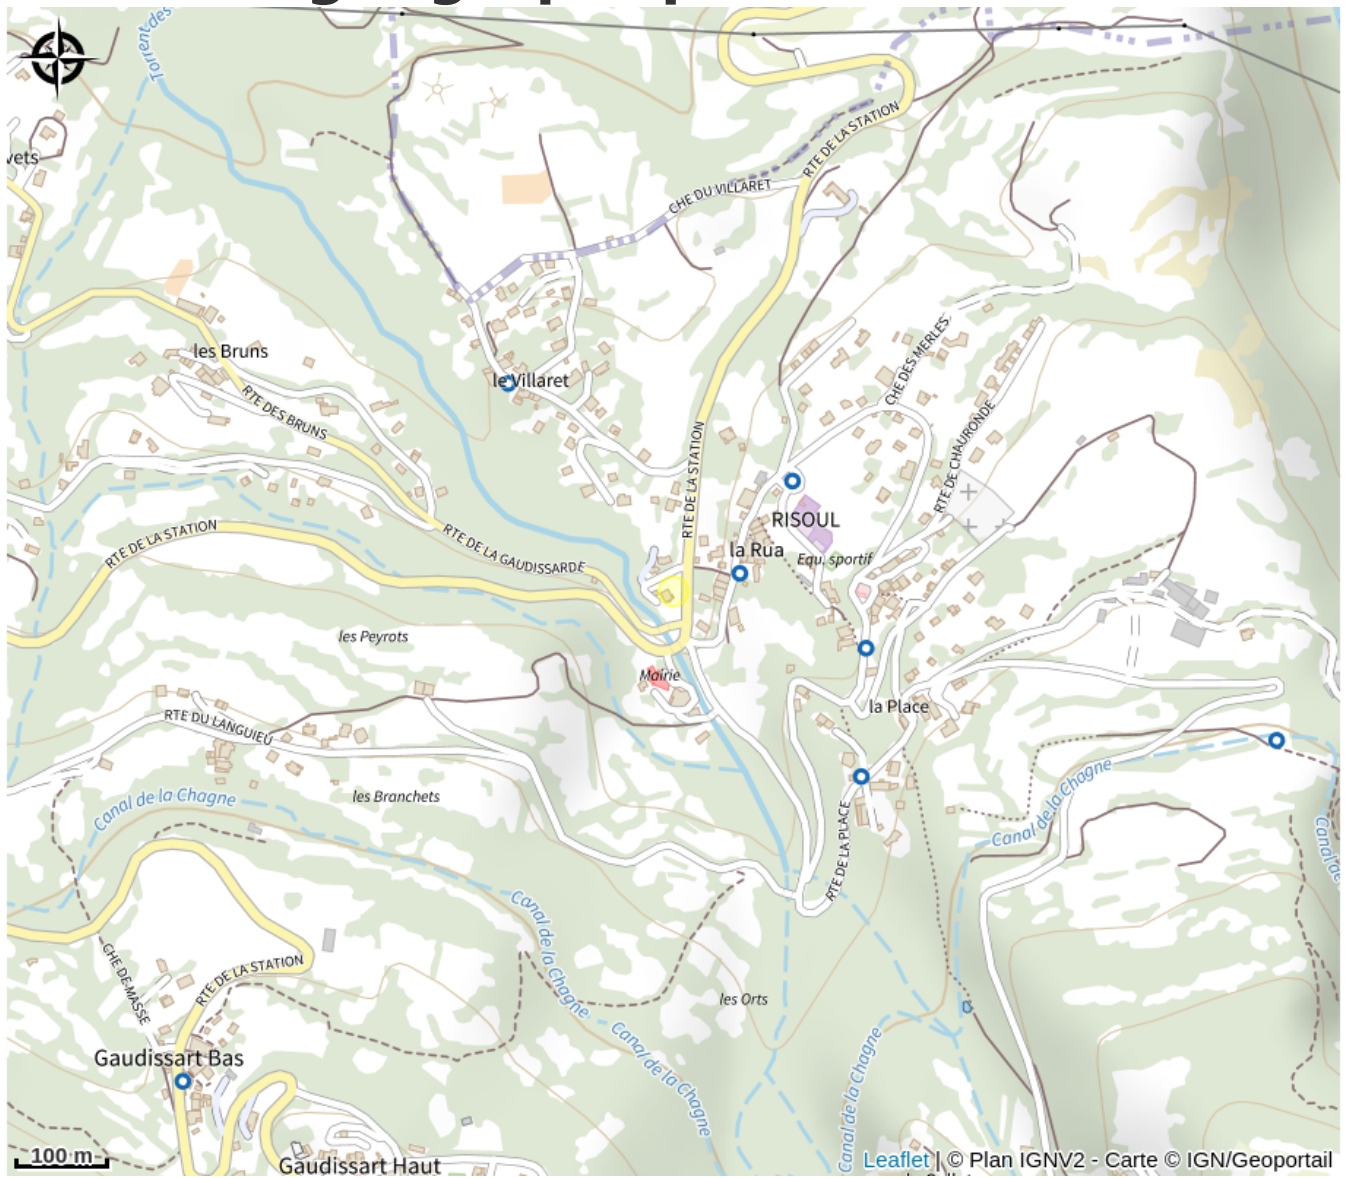 Torrent des
vets
RTE DE LA STATION
CHE DU VILLARET
les Bruns
le Villaret
CHE DES MERLES
RTE DES BRUNS
RTE DE CHAURONDE
RTE DE LA STATION
RISOUL
RTE DE LA STATION
RTE DE LA GAUDISSARDE
la Rua
Equ. sportif
les Peyrots
Mairie
la Place
RTE DU LANGUIEU
Canal de la Chagne
les Branchets
Canal de la Chagne
Canal de
RTE DE LA PLACE
Canal de la Chagne
CHE DE MASSE
RTE DE LA STATION
les Orts
Canal de la Chagne
Canal de la Chagne
Gaudissart Bas
100 m
Gaudissart Haut
Leaflet | © Plan IGNV2 - Carte © IGN/Geoportail